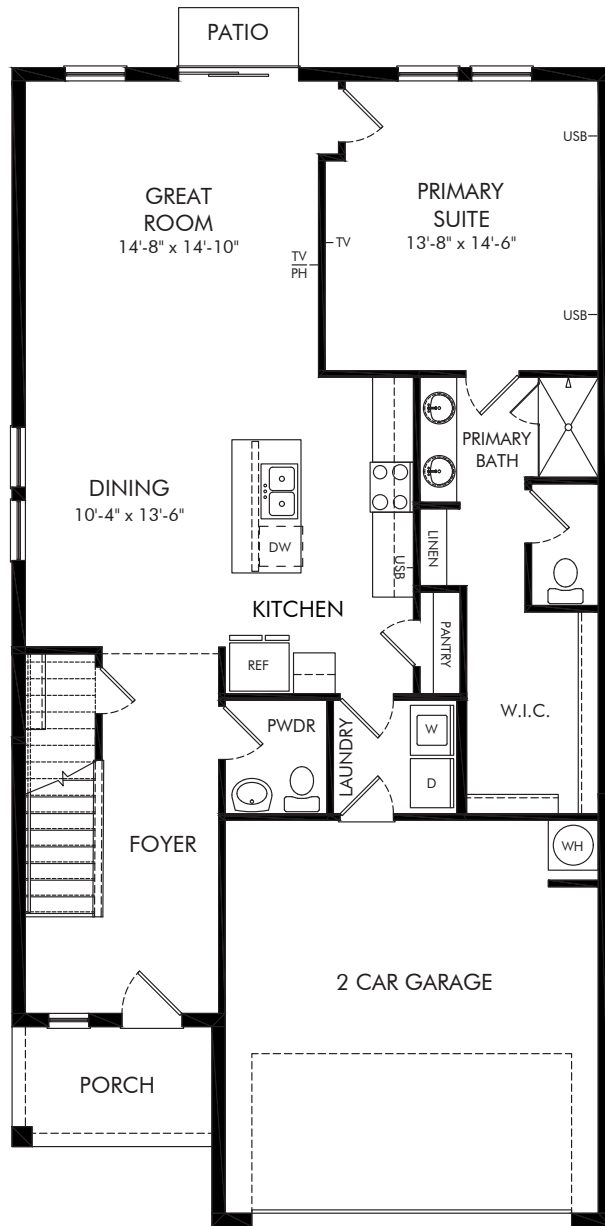 PATIO
USB
GREAT
ROOM
14'-8" x 14'-10"
PRIMARY
SUITE
13'-8" x 14'-6"
TV
TV
PH
USB
PRIMARY
BATH
DINING
10'-4" x 13'-6"
DW
LINEN
USB
KITCHEN
REF
PANTRY
W.I.C.
PWDR
LAUNDRY
W
D
FOYER
WH
2 CAR GARAGE
PORCH